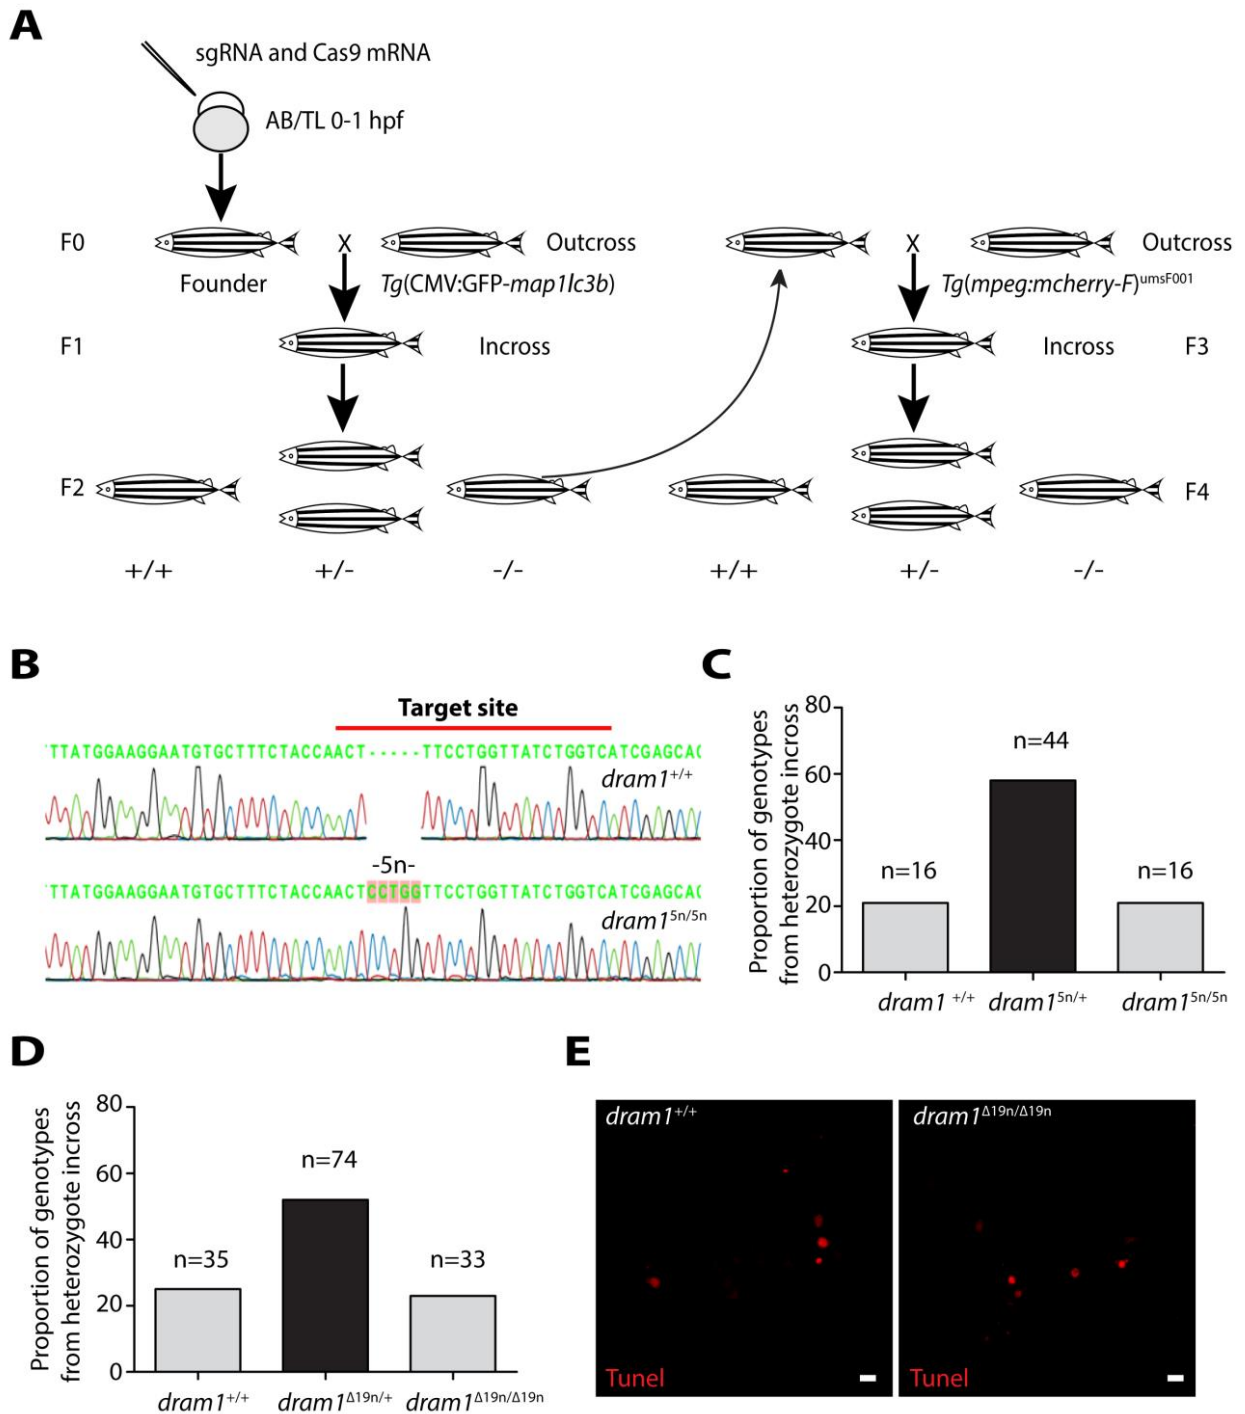 A
sgRNA and Cas9 mRNA
AB/TL 0-1 hpf
F0
X
Outcross
X
Outcross
Founder
Tg(CMV:GFP-map1lc3b)
Tg(mpeg:mcherry-F)umsF001
F1
Incross
Incross
F3
F2
F4
+/+
+/-
-/-
+/+
+/-
-/-
B
Target site
TTATGGAAGGAATGTGCTTTCTACCAACT-----TTCCTGGTTATCTGGTCATCGAGCAG
dram1+/+
-5n-
TTATGGAAGGAATGTGCTTTCTACCAACTCCTGGTTCCTGGTTATCTGGTCATCGAGCAG
dram15n/5n
C
Proportion of genotypes
from heterozygote incross
80
60
40
20
0
n=16
n=44
n=16
dram1 +/+
dram15n/+
dram15n/5n
D
Proportion of genotypes
from heterozygote incross
80
60
40
20
0
n=35
n=74
n=33
dram1+/+
dram1Δ19n/+
dram1Δ19n/Δ19n
E
dram1+/+
dram1Δ19n/Δ19n
Tunel
Tunel